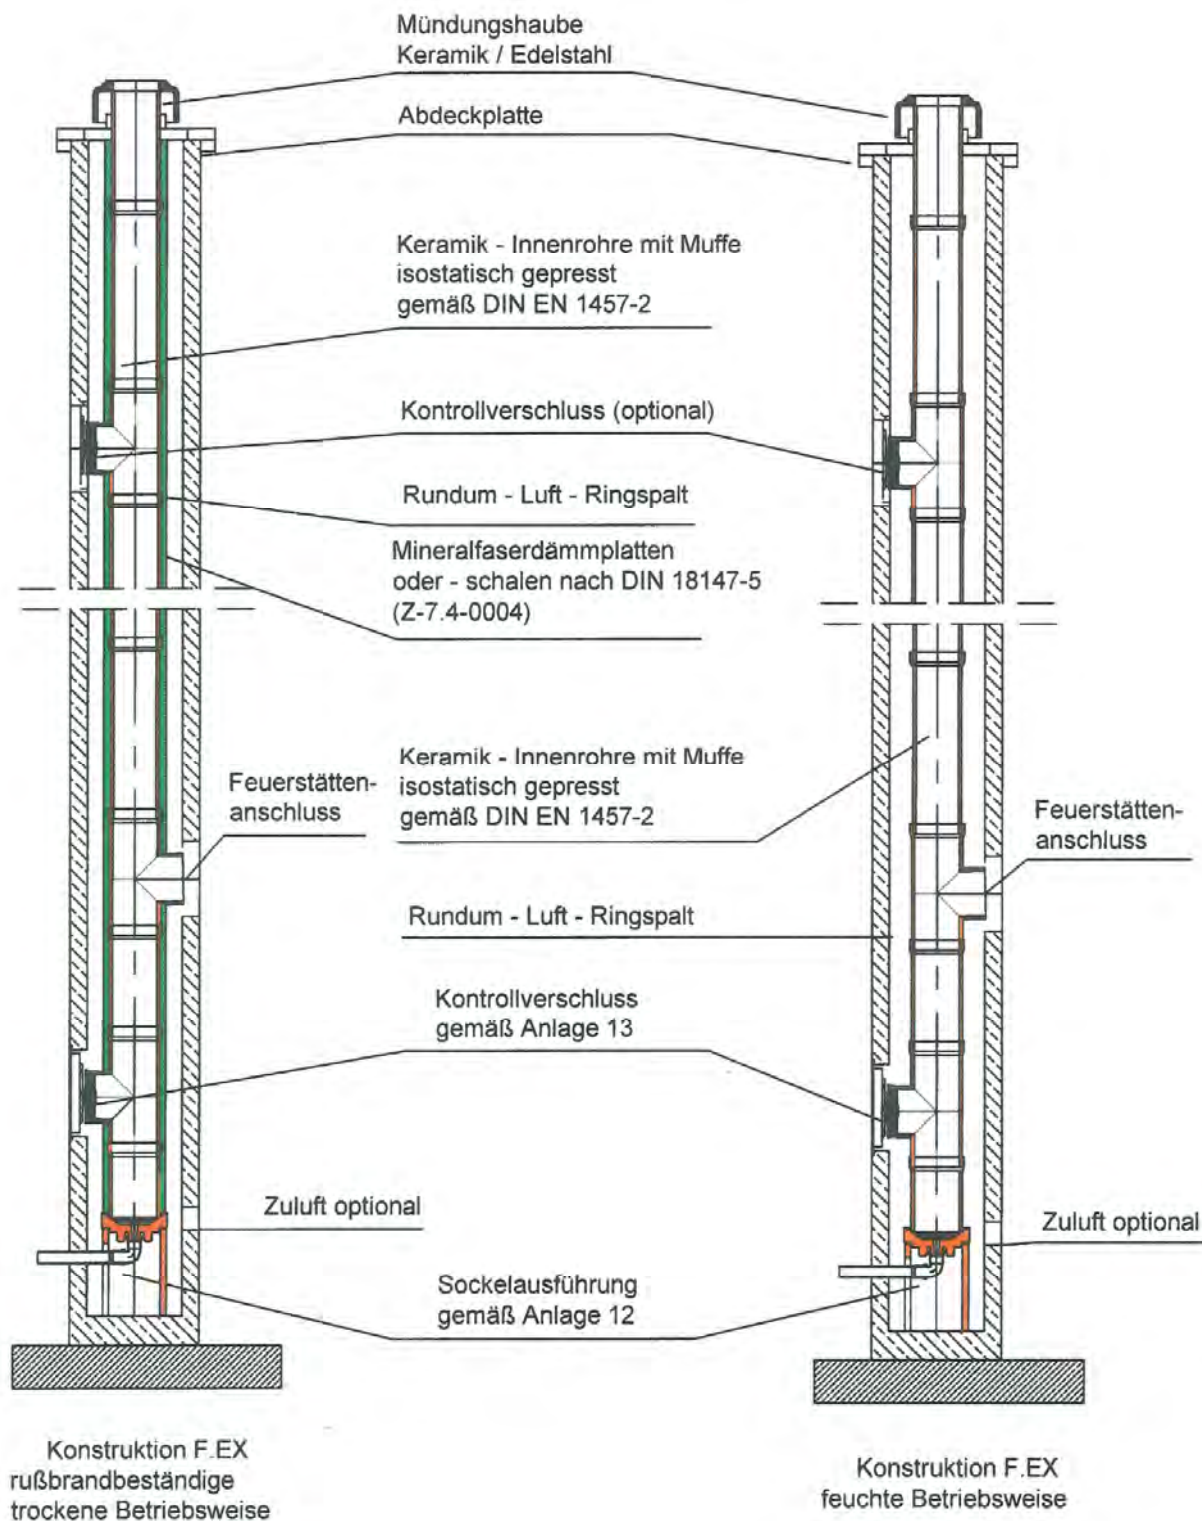 Mündungshaube
Keramik / Edelstahl
Abdeckplatte
Keramik - Innenrohre mit Muffe
isostatisch gepresst
gemäß DIN EN 1457-2
Kontrollverschluss (optional)
Rundum - Luft - Ringspalt
Mineralfaserdämmplatten
oder - schalen nach DIN 18147-5
(Z-7.4-0004)
Keramik - Innenrohre mit Muffe
isostatisch gepresst
gemäß DIN EN 1457-2
Feuerstätten-
anschluss
Feuerstätten-
anschluss
Rundum - Luft - Ringspalt
Kontrollverschluss
gemäß Anlage 13
Zuluft optional
Zuluft optional
Sockelausführung
gemäß Anlage 12
Konstruktion F.EX
rußbrandbeständige
trockene Betriebsweise
Konstruktion F.EX
feuchte Betriebsweise